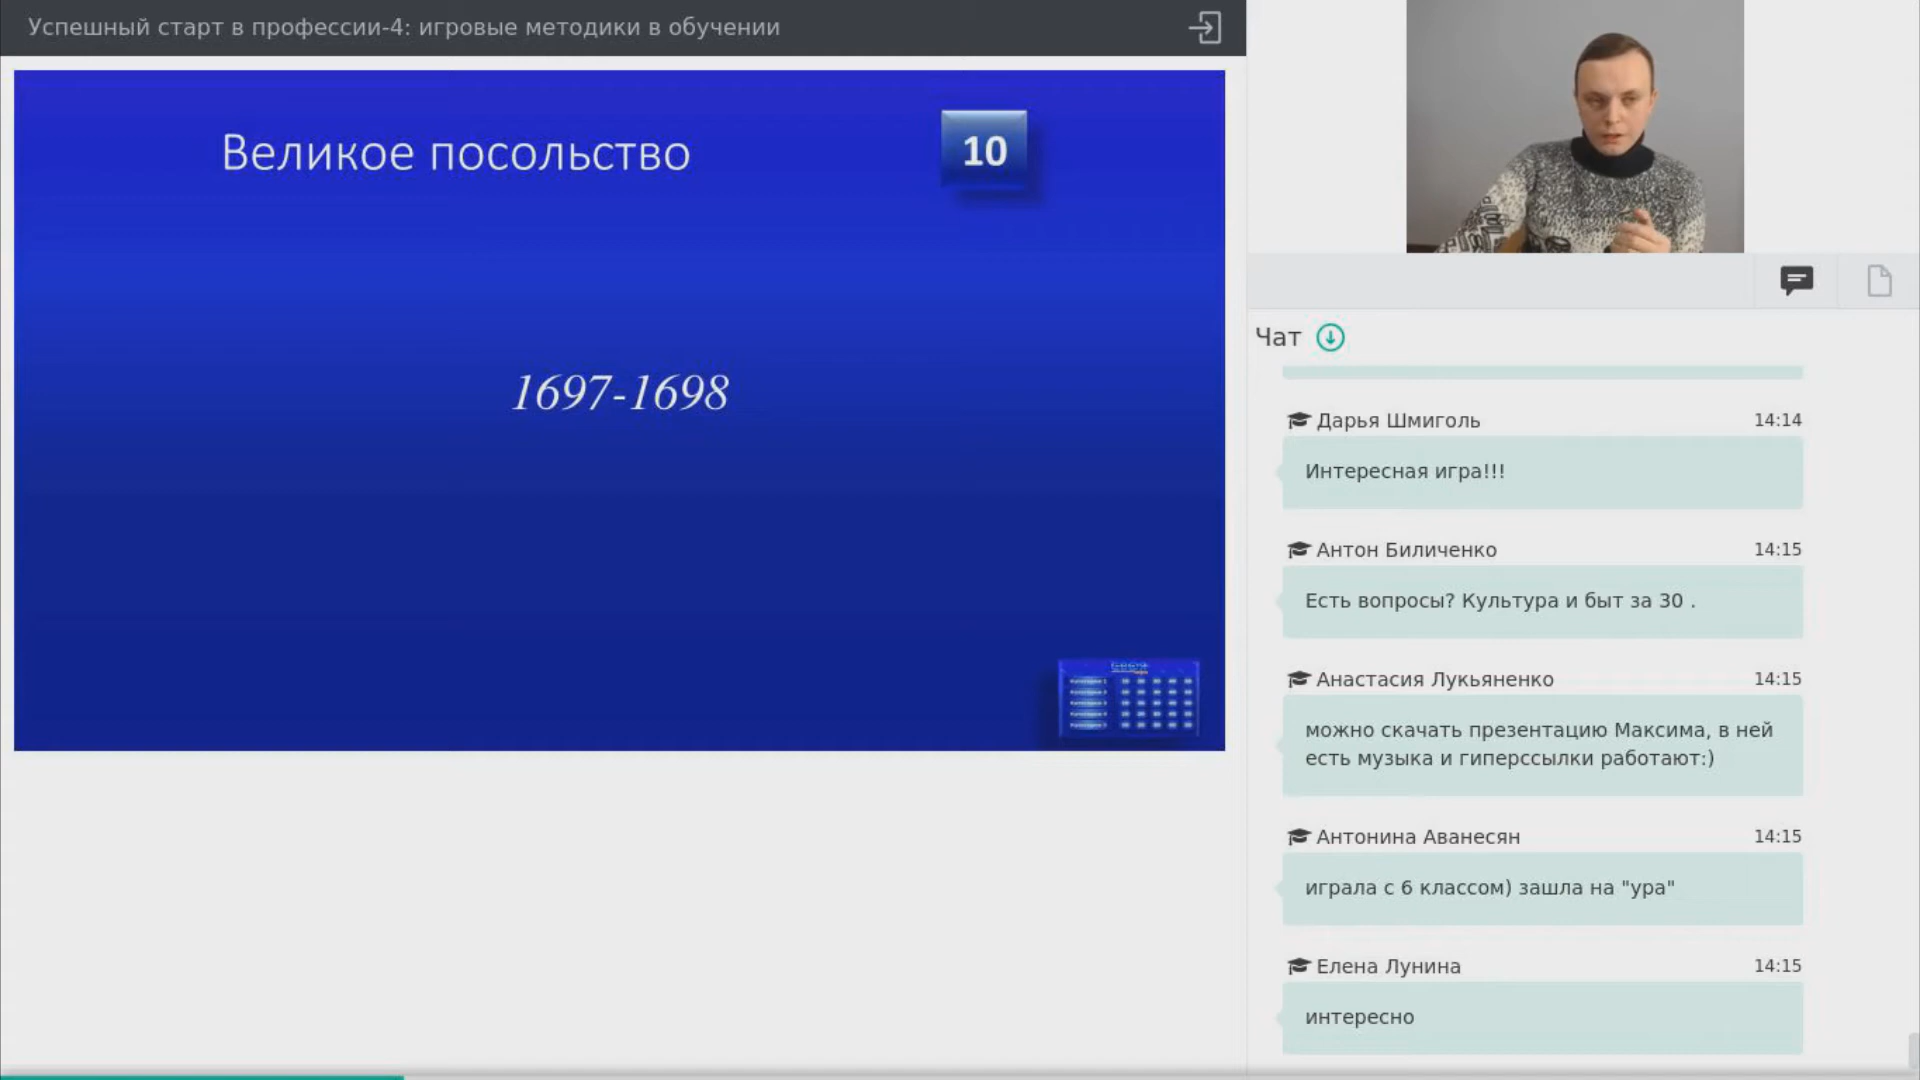 Успешный старт в профессии-4: игровые методики в обучении
Великое посольство
10
1697-1698
Чат
Дарья Шмиголь 14:14
Интересная игра!!!
Антон Биличенко 14:15
Есть вопросы? Культура и быт за 30 .
Анастасия Лукьяненко 14:15
можно скачать презентацию Максима, в ней
есть музыка и гиперссылки работают:)
Антонина Аванесян 14:15
играла с 6 классом) зашла на "ура"
Елена Лунина 14:15
интересно